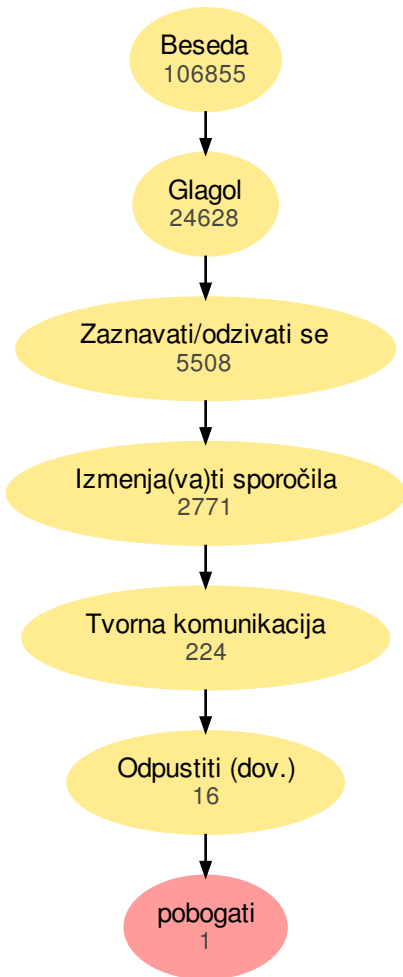 Beseda
106855
Glagol
24628
Zaznavati/odzivati se
5508
Izmenja(va)ti sporočila
2771
Tvorna komunikacija
224
Odpustiti (dov.)
16
pobogati
1